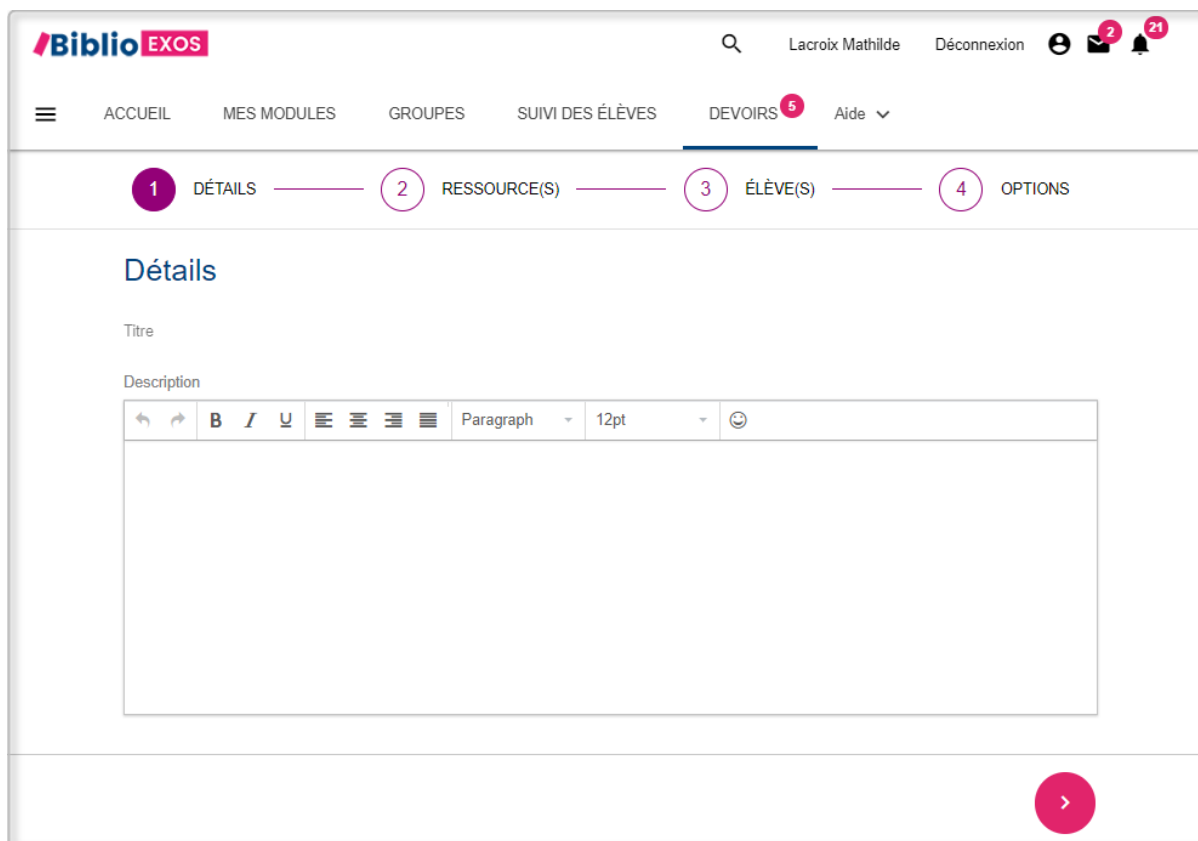 /Biblio EXOS
Lacroix Mathilde Déconnexion 2 21
ACCUEIL MES MODULES GROUPES SUIVI DES ÉLÈVES DEVOIRS 5 Aide
1 DÉTAILS 2 RESSOURCE(S) 3 ÉLÈVE(S) 4 OPTIONS
Détails
Titre
Description
B I U Paragraph 12pt